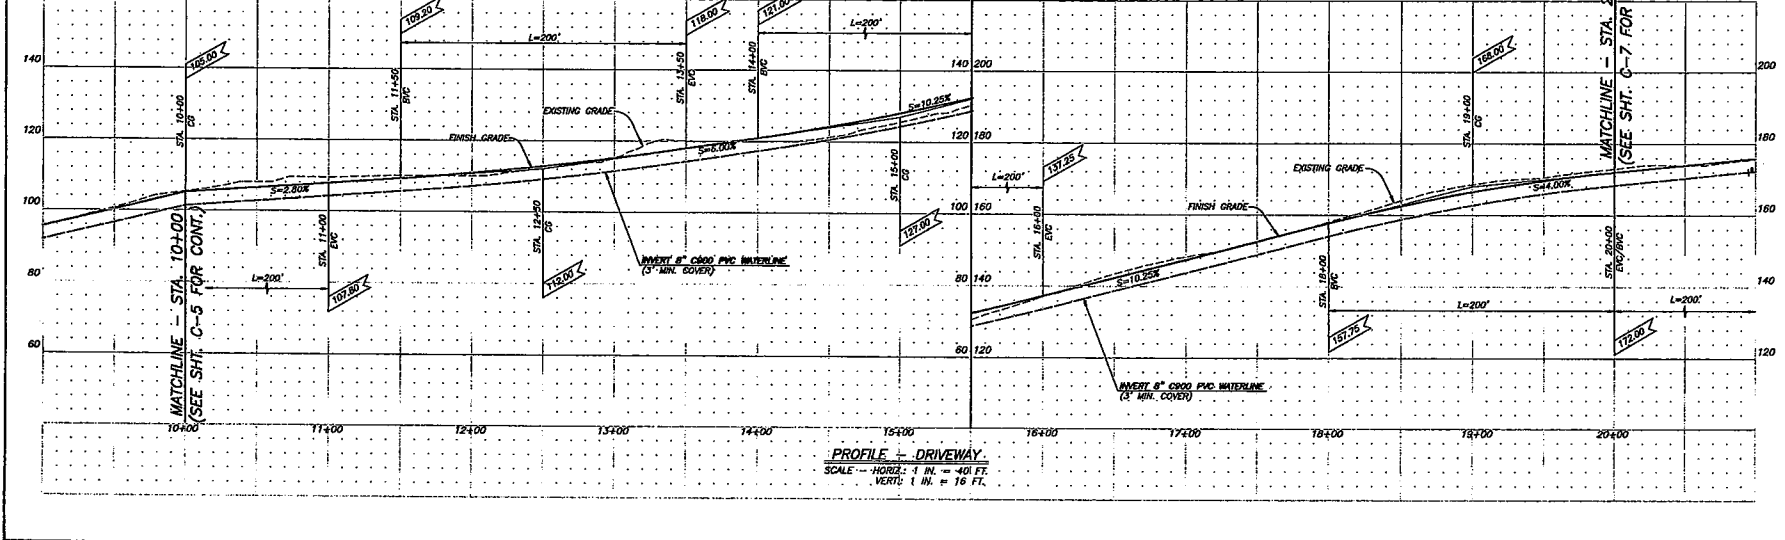 109.20
118.00
121.00
L=200'
L=200'
105.00
168.00
140
140 200
200
STA. 10+00
CG
STA. 11+50
BVC
STA. 13+50
EVC
STA. 14+00
BVC
STA. 19+00
CG
MATCHLINE - STA.
(SEE SHT. C-7 FOR
EXISTING GRADE
S=10.25%
120
FINISH GRADE
S=6.00%
120 180
180
STA. 15+00
CG
137.25
L=200'
EXISTING GRADE
S=2.80%
S=4.00%
100
100 160
160
FINISH GRADE
127.00
STA. 11+00
EVC
STA. 12+50
CG
STA. 16+00
EVC
STA. 18+00
BVC
STA. 20+00
EVC/BVC
INVERT 8" C900 PVC WATERLINE
(3' MIN. COVER)
80
L=200'
107.80
112.00
80 140
S=10.25%
140
L=200'
L=200'
157.75
172.00
60
60 120
120
MATCHLINE - STA. 10+00
(SEE SHT. C-5 FOR CONT.)
INVERT 8" C900 PVC WATERLINE
(3' MIN. COVER)
10+00 11+00 12+00 13+00 14+00 15+00 16+00 17+00 18+00 19+00 20+00
PROFILE - DRIVEWAY
SCALE - HORIZ.: 1 IN. = 40 FT.
VERT.: 1 IN. = 16 FT.